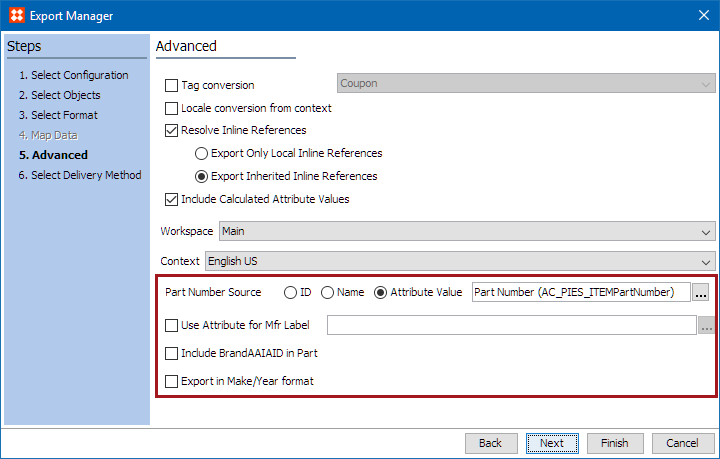 Export Manager
Steps
1. Select Configuration
2. Select Objects
3. Select Format
4. Map Data
5. Advanced
6. Select Delivery Method
Advanced
Tag conversion Coupon
Locale conversion from context
Resolve Inline References
Export Only Local Inline References
Export Inherited Inline References
Include Calculated Attribute Values
Workspace Main
Context English US
Part Number Source ID Name Attribute Value Part Number (AC_PIES_ITEMPartNumber) ...
Use Attribute for Mfr Label ...
Include BrandAAIAID in Part
Export in Make/Year format
Back Next Finish Cancel